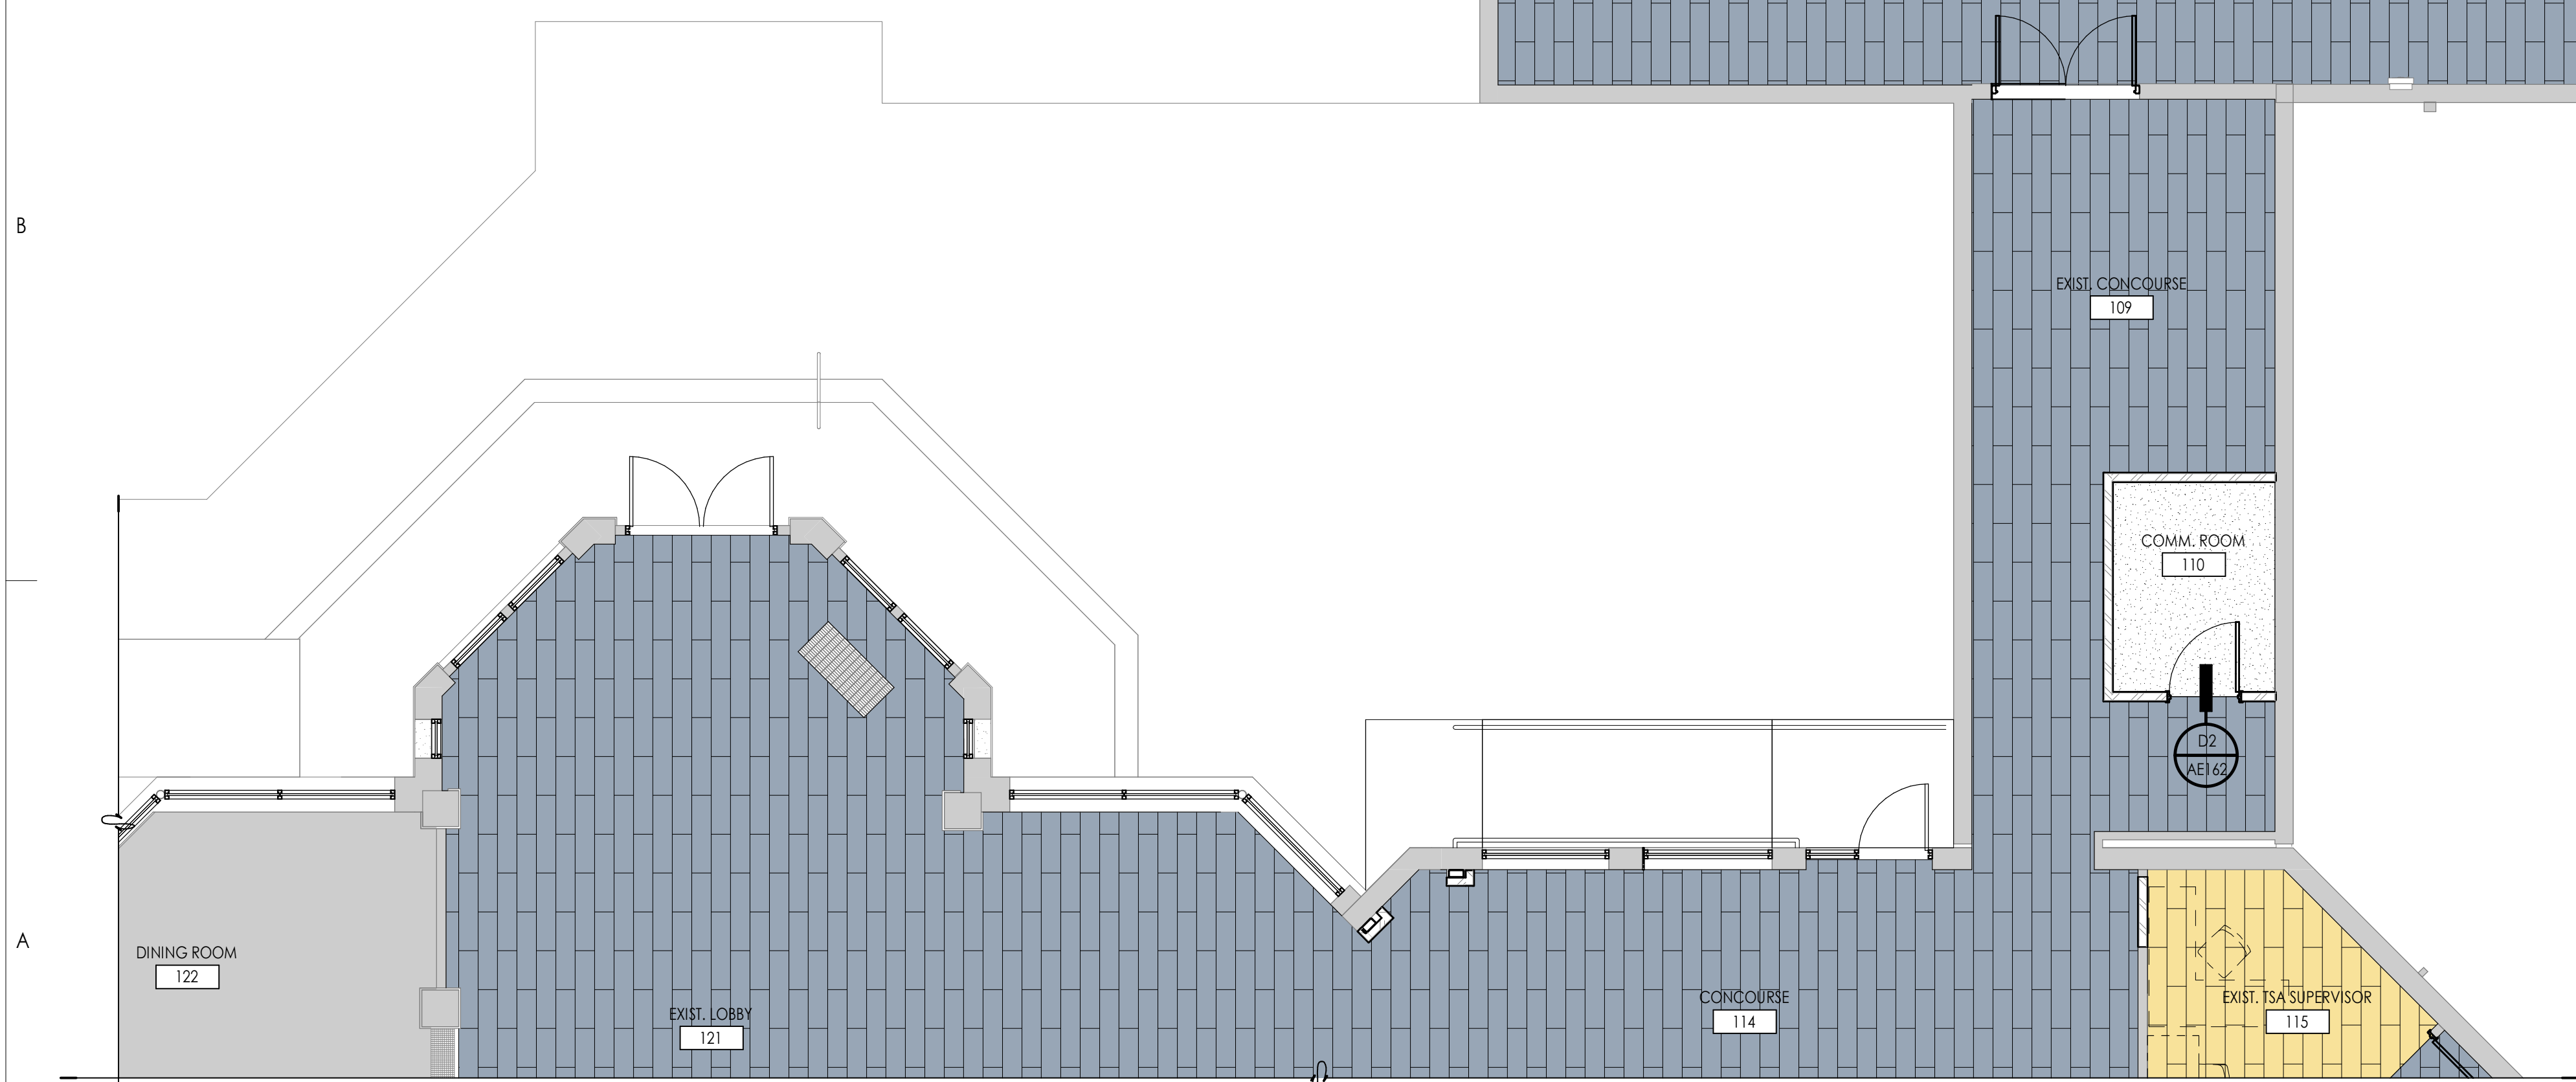 B
EXIST. CONCOURSE
109
COMM. ROOM
110
D2
AE162
A
DINING ROOM
122
EXIST. LOBBY
121
CONCOURSE
114
EXIST. TSA SUPERVISOR
115